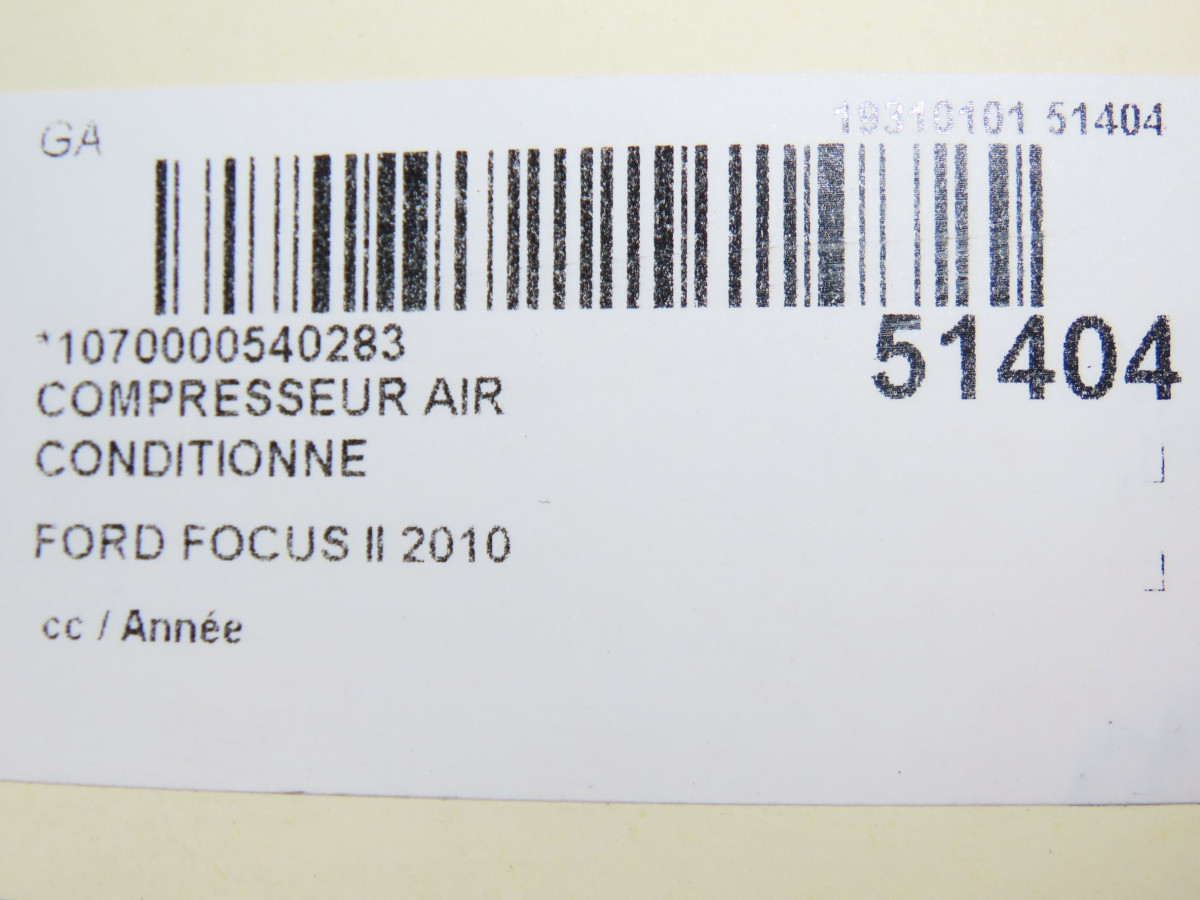 GA
19310101 51404
*1070000540283
51404
COMPRESSEUR AIR
CONDITIONNE
FORD FOCUS II 2010
cc / Année